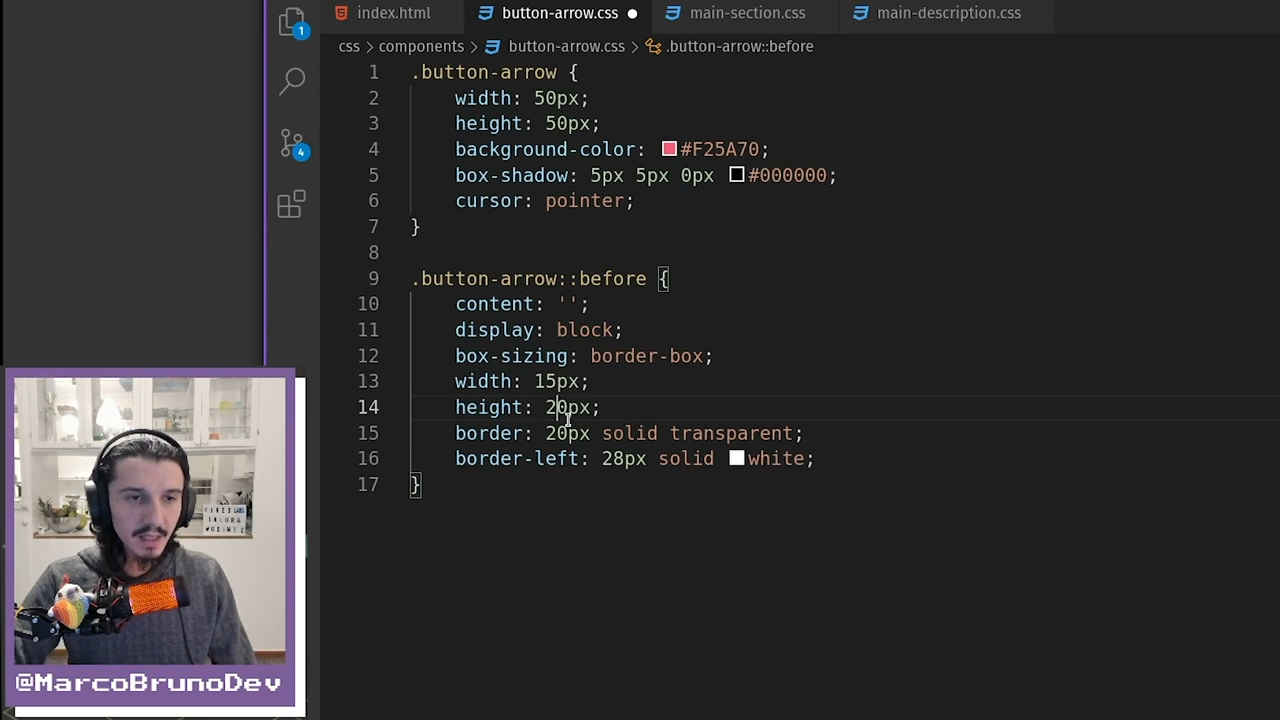 index.html
button-arrow.css
main-section.css
main-description.css
css > components > button-arrow.css > .button-arrow::before
1
4
1 .button-arrow {
2 width: 50px;
3 height: 50px;
4 background-color: #F25A70;
5 box-shadow: 5px 5px 0px #000000;
6 cursor: pointer;
7 }
8
9 .button-arrow::before {
10 content: '';
11 display: block;
12 box-sizing: border-box;
13 width: 15px;
14 height: 20px;
15 border: 20px solid transparent;
16 border-left: 28px solid white;
17 }
@MarcoBrunoDev